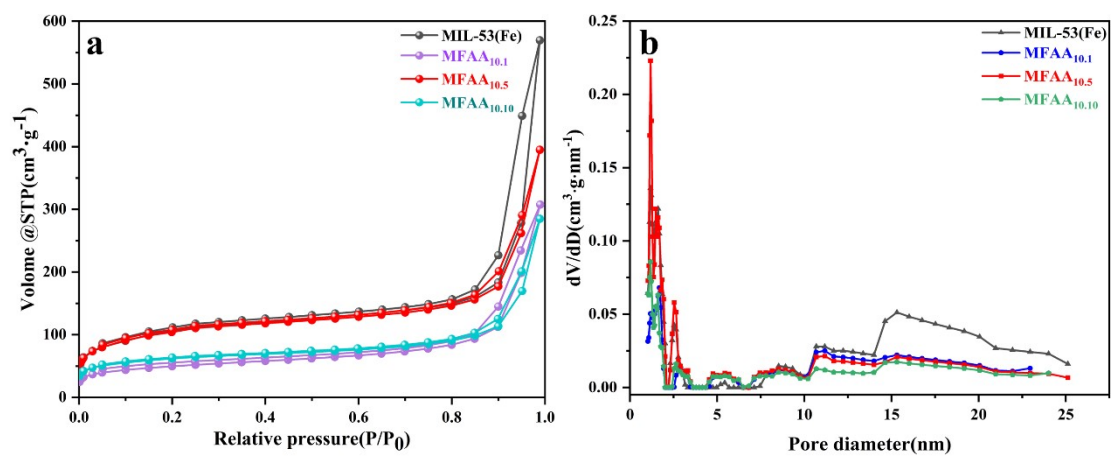 a
MIL-53(Fe)
MFAA10.1
MFAA10.5
MFAA10.10
600
500
400
300
200
100
0
0.0 0.2 0.4 0.6 0.8 1.0
Volome @STP(cm3·g-1)
Relative pressure(P/P0)
b
MIL-53(Fe)
MFAA10.1
MFAA10.5
MFAA10.10
0.25
0.20
0.15
0.10
0.05
0.00
0 5 10 15 20 25
dV/dD(cm3·g·nm-1)
Pore diameter(nm)